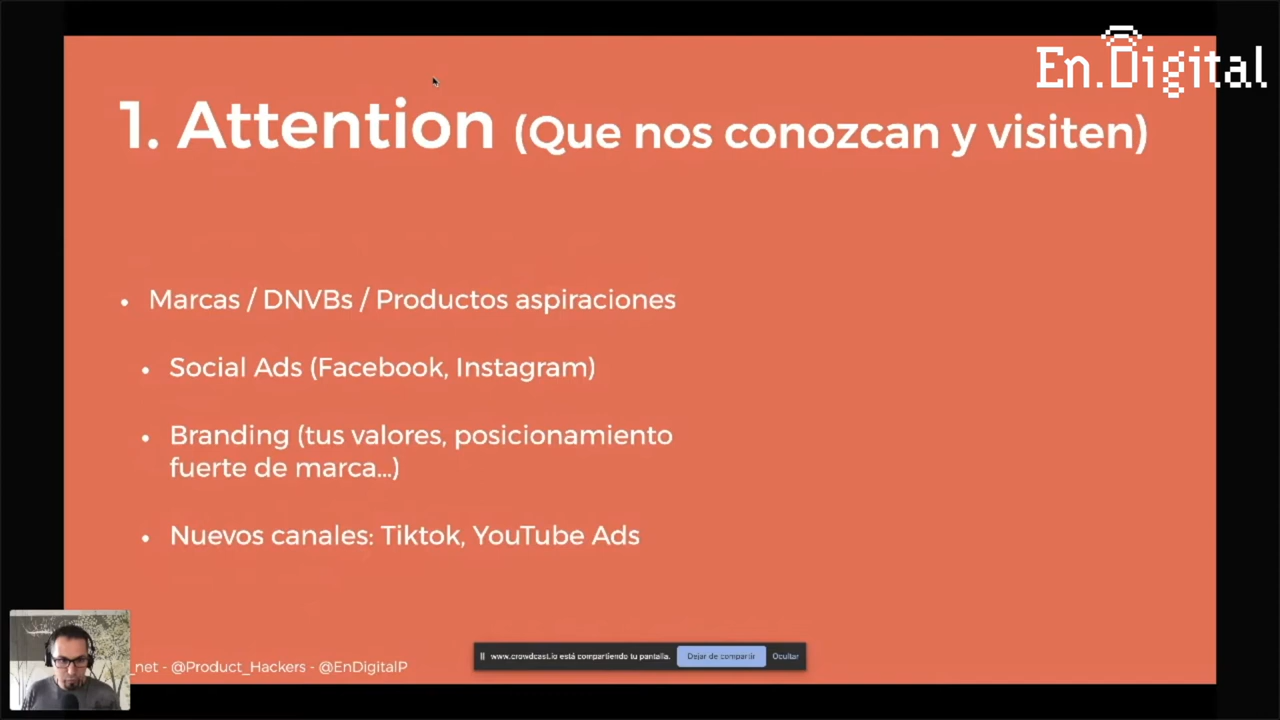 En.Digital
1. Attention (Que nos conozcan y visiten)
• Marcas / DNVBs / Productos aspiraciones
• Social Ads (Facebook, Instagram)
• Branding (tus valores, posicionamiento
fuerte de marca...)
• Nuevos canales: Tiktok, YouTube Ads
_net - @Product_Hackers - @EnDigitalP
www.crowdcast.io está compartiendo tu pantalla. Dejar de compartir Ocultar